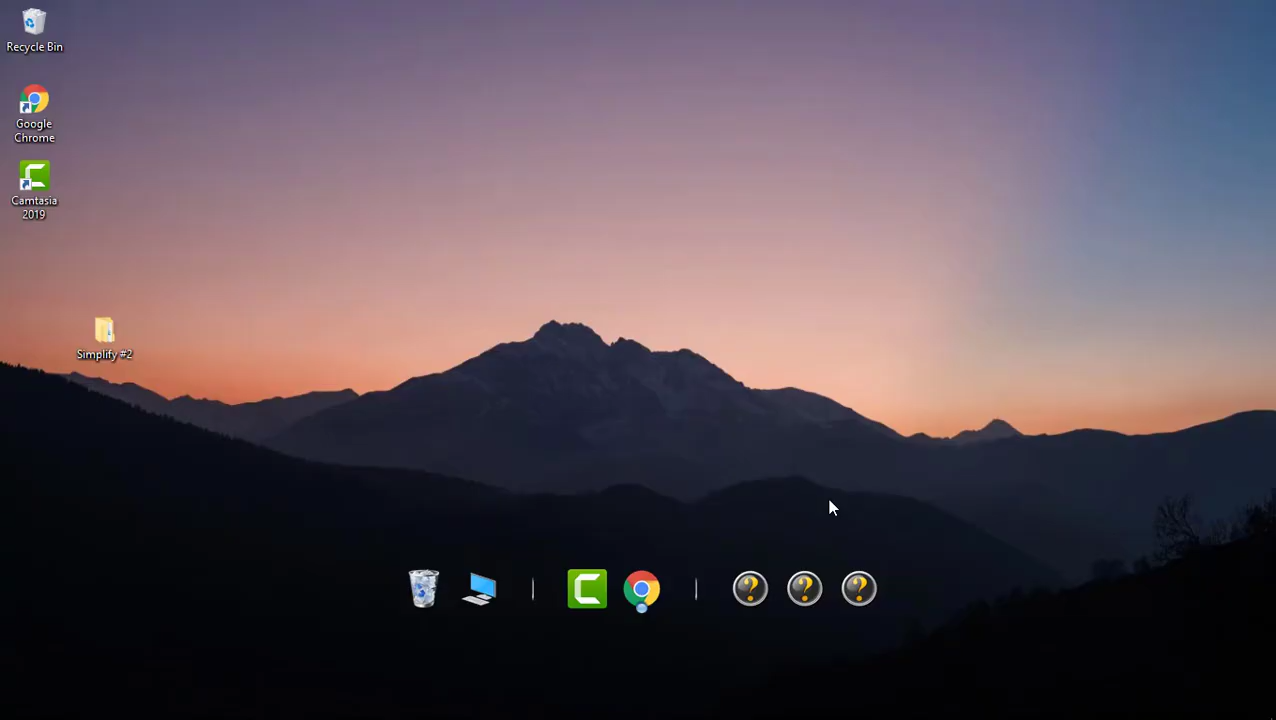 Recycle Bin
Google
Chrome
Camtasia
2019
Simplify #2
? ? ?